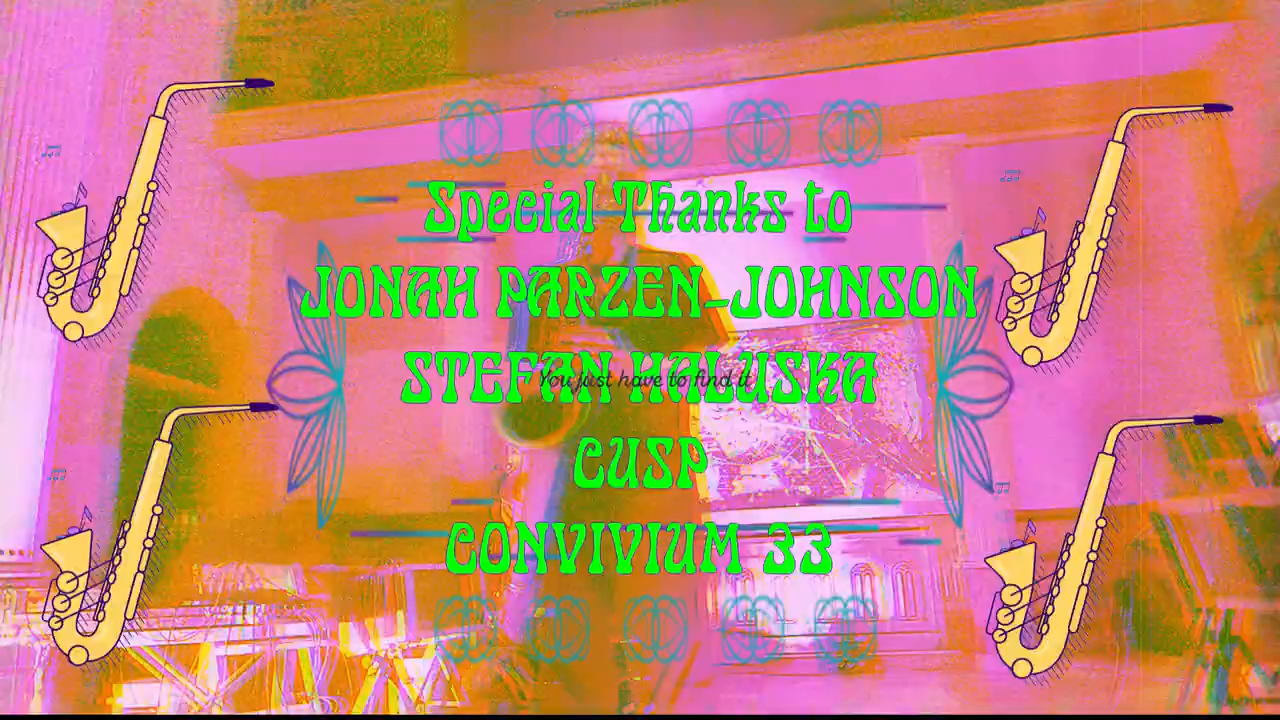 Special Thanks to
JONAH PARZEN-JOHNSON
STEFAN HALUSKA
You just have to find it
CUSP
CONVIVIUM 33